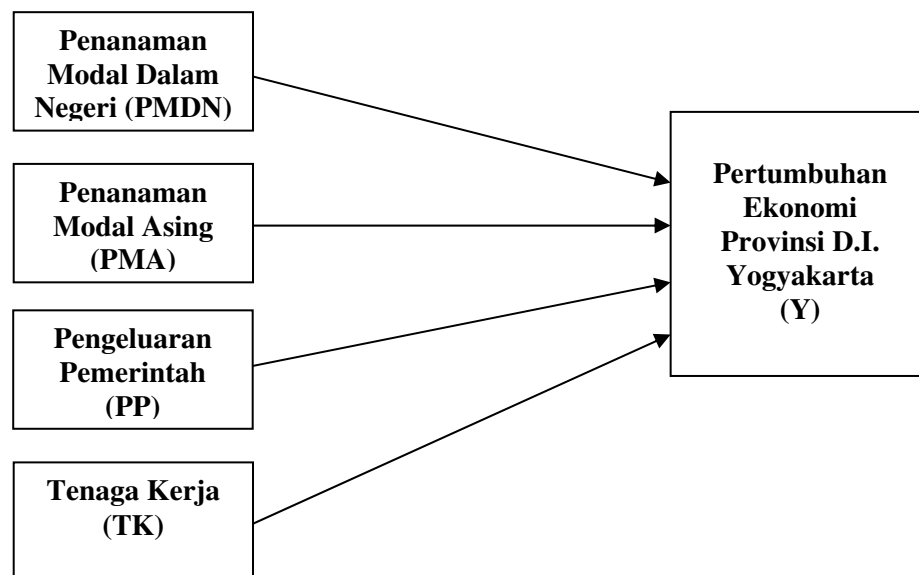 Penanaman
Modal Dalam
Negeri (PMDN)
Penanaman
Modal Asing
(PMA)
Pengeluaran
Pemerintah
(PP)
Tenaga Kerja
(TK)
Pertumbuhan
Ekonomi
Provinsi D.I.
Yogyakarta
(Y)